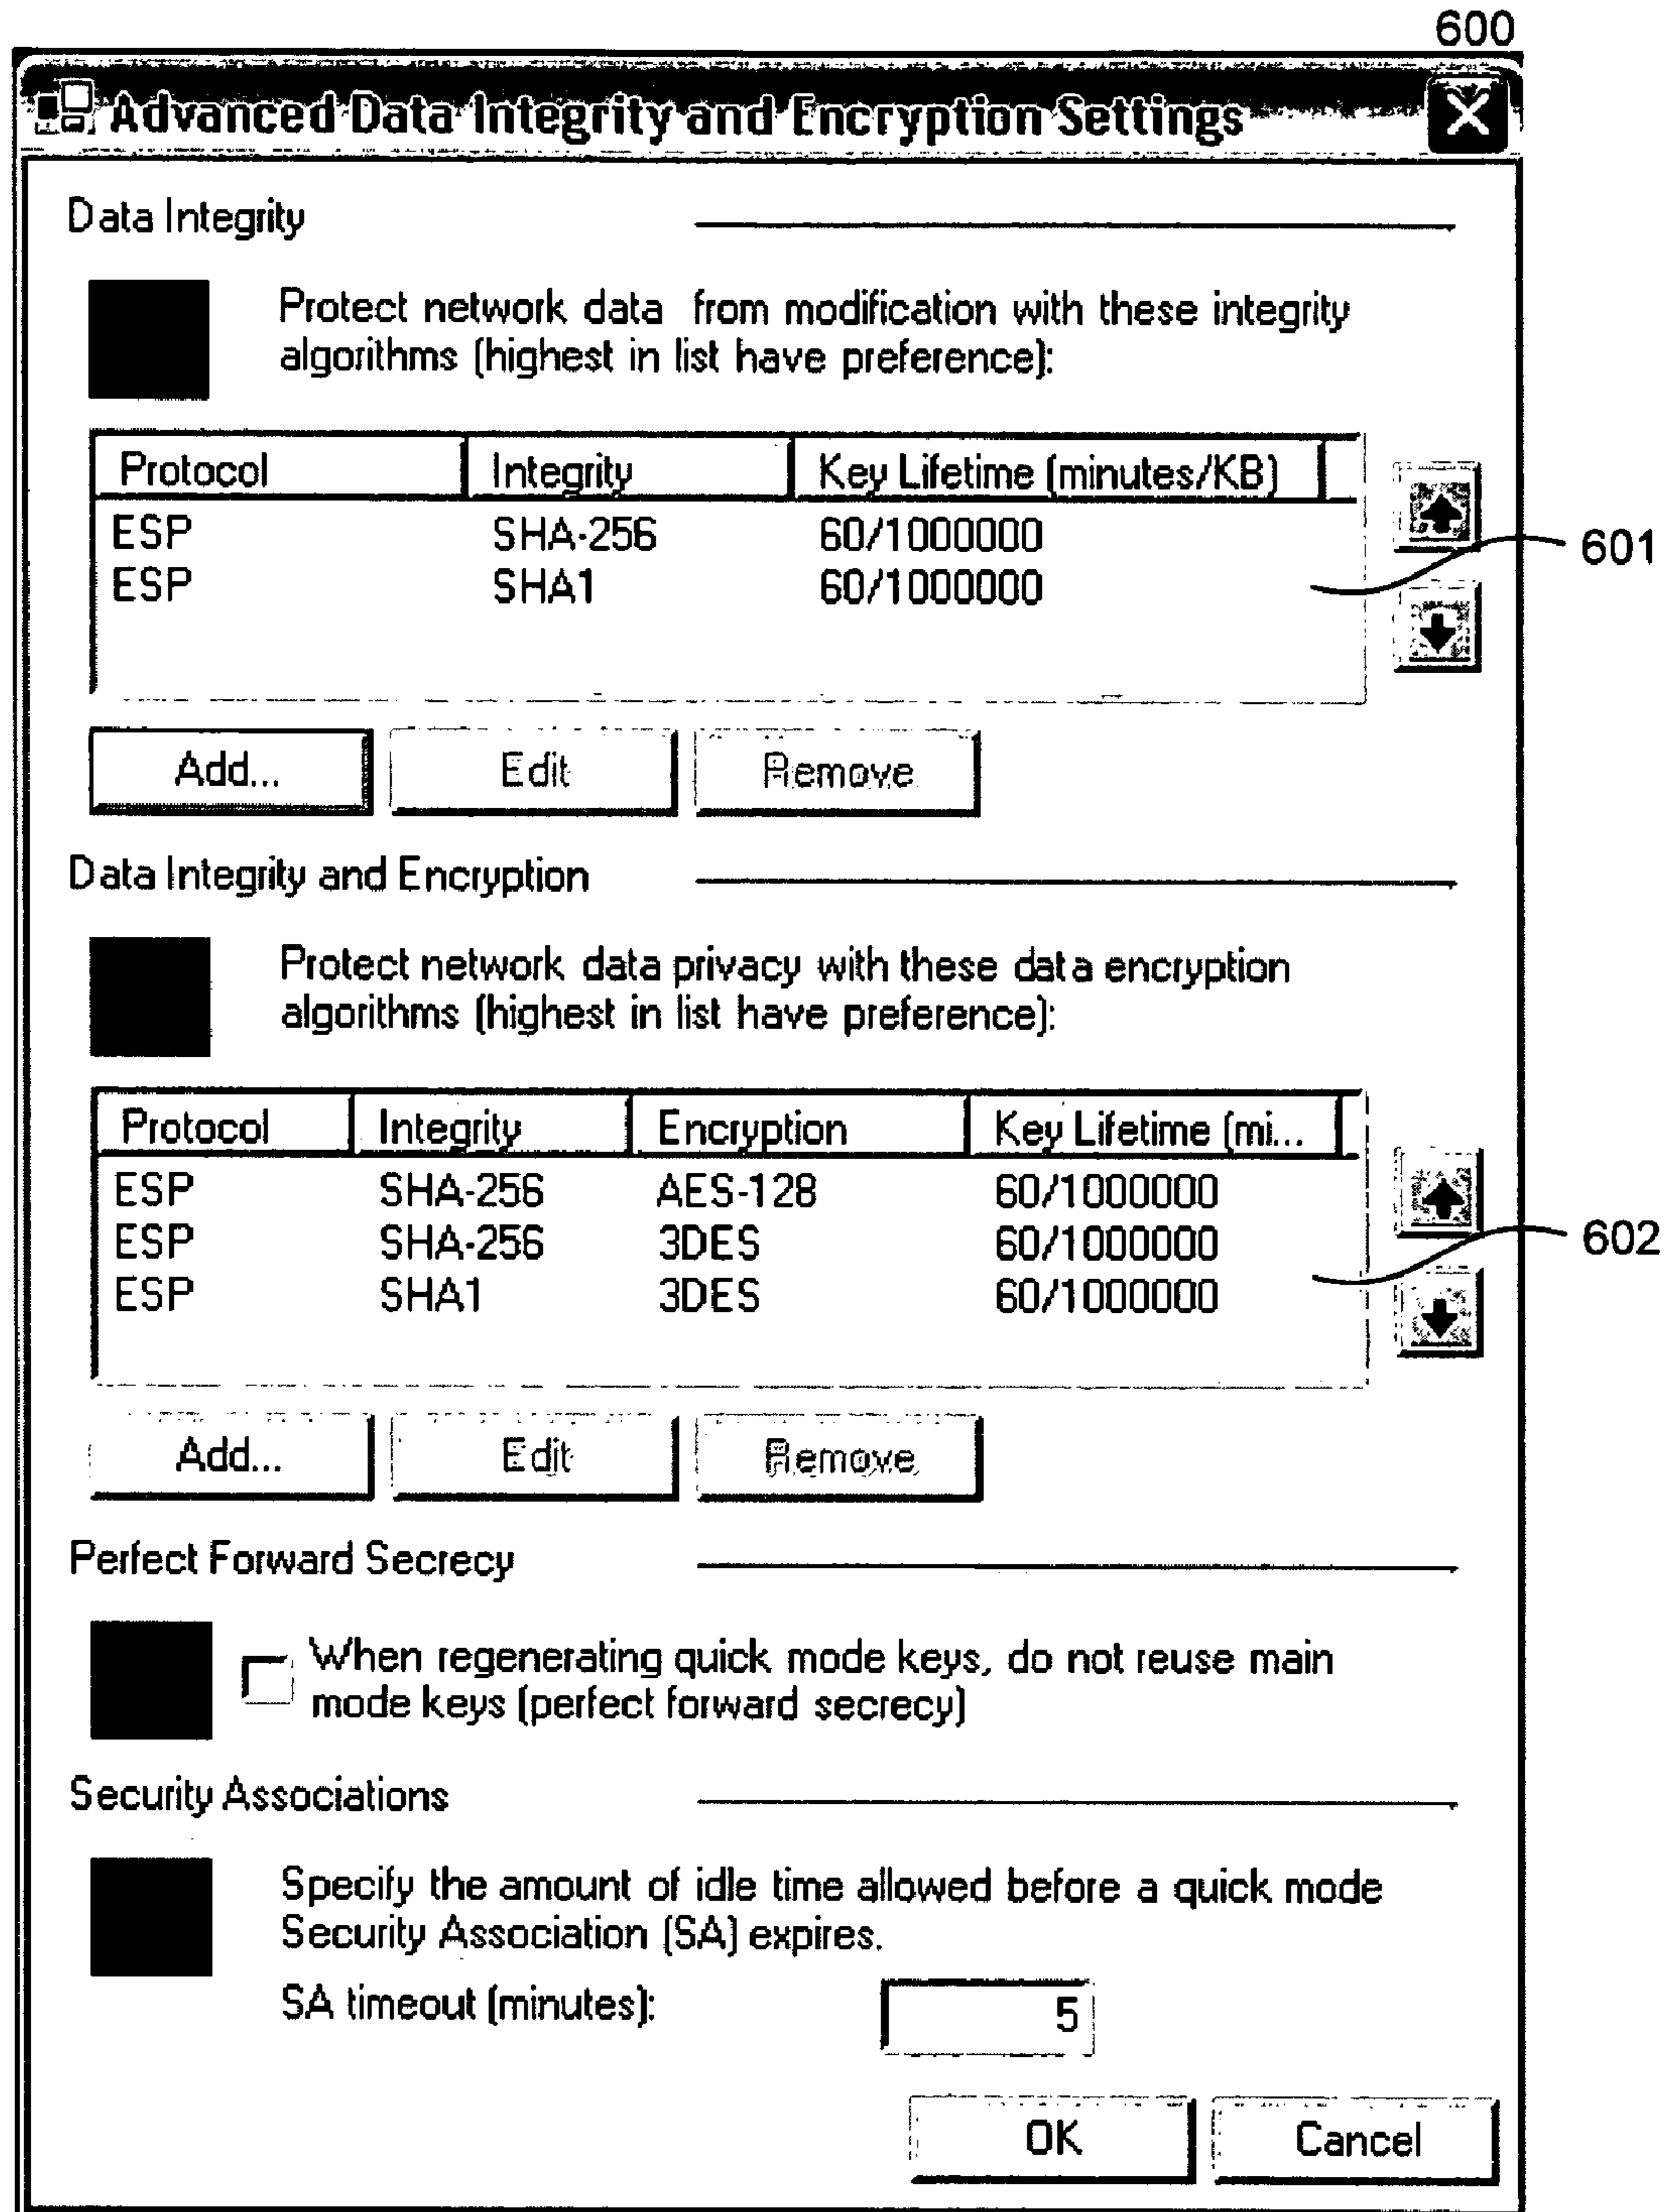 600
Advanced Data Integrity and Encryption Settings
Data Integrity
Protect network data from modification with these integrity
algorithms (highest in list have preference):
Protocol Integrity Key Lifetime (minutes/KB)
ESP SHA-256 60/1000000
ESP SHA1 60/1000000
601
Add... Edit Remove
Data Integrity and Encryption
Protect network data privacy with these data encryption
algorithms (highest in list have preference):
Protocol Integrity Encryption Key Lifetime (mi...
ESP SHA-256 AES-128 60/1000000
ESP SHA-256 3DES 60/1000000
ESP SHA1 3DES 60/1000000
602
Add... Edit Remove
Perfect Forward Secrecy
When regenerating quick mode keys, do not reuse main
mode keys (perfect forward secrecy)
Security Associations
Specify the amount of idle time allowed before a quick mode
Security Association (SA) expires.
SA timeout (minutes): 5
OK Cancel